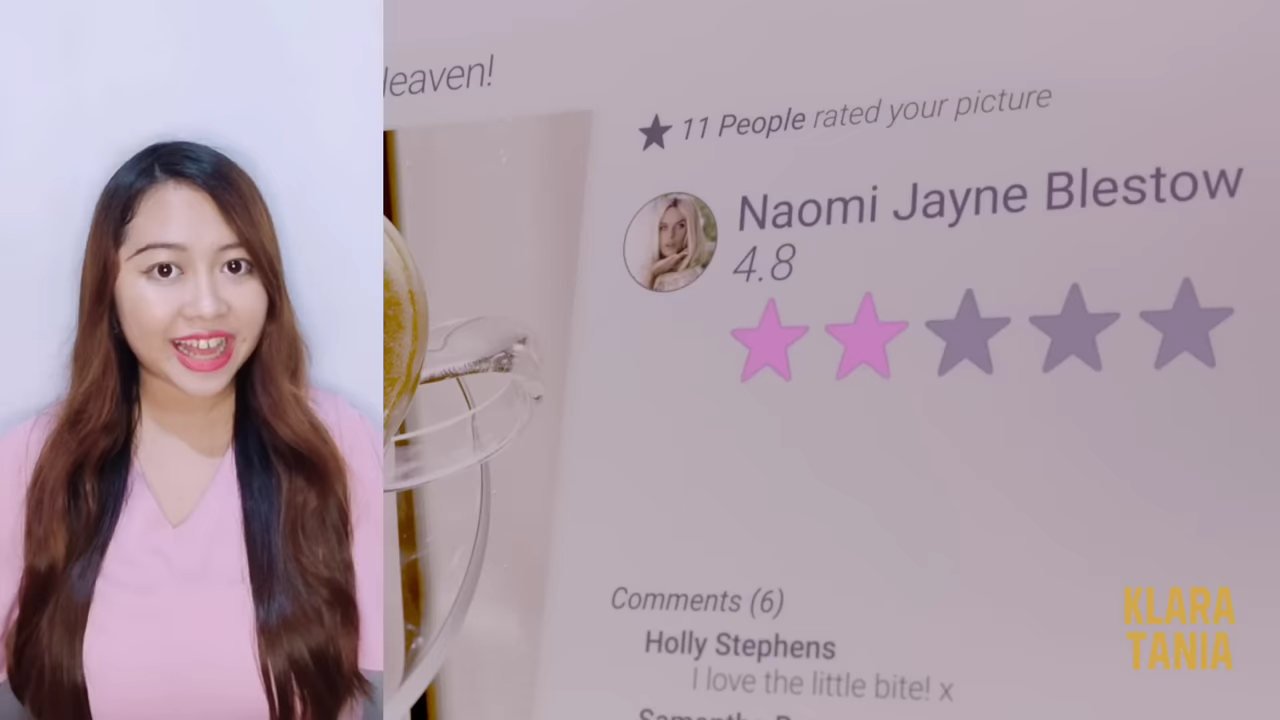 Heaven!
11 People rated your picture
Naomi Jayne Blestow
4.8
Comments (6)
Holly Stephens
I love the little bite! x
KLARA
TANIA